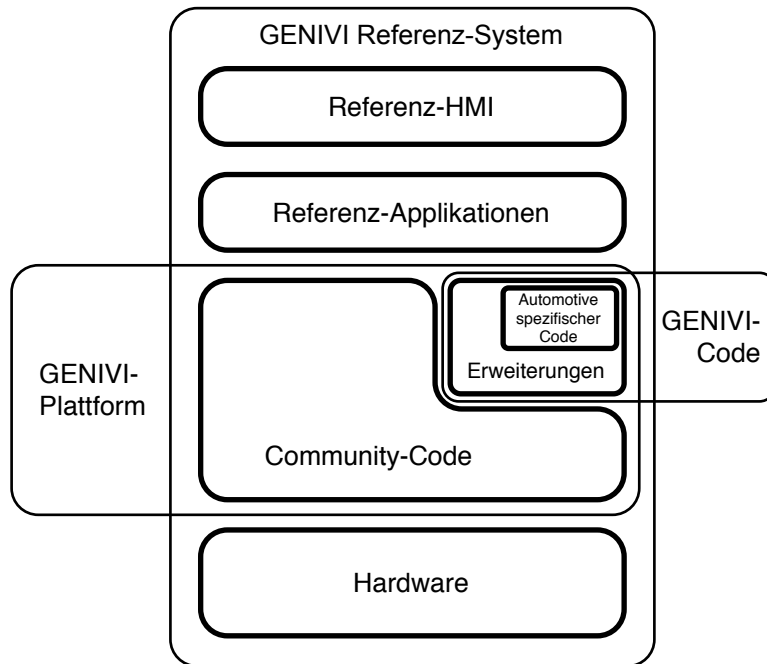 GENIVI Referenz-System
Referenz-HMI
Referenz-Applikationen
Automotive
spezifischer
Code
Erweiterungen
GENIVI-
Code
GENIVI-
Plattform
Community-Code
Hardware